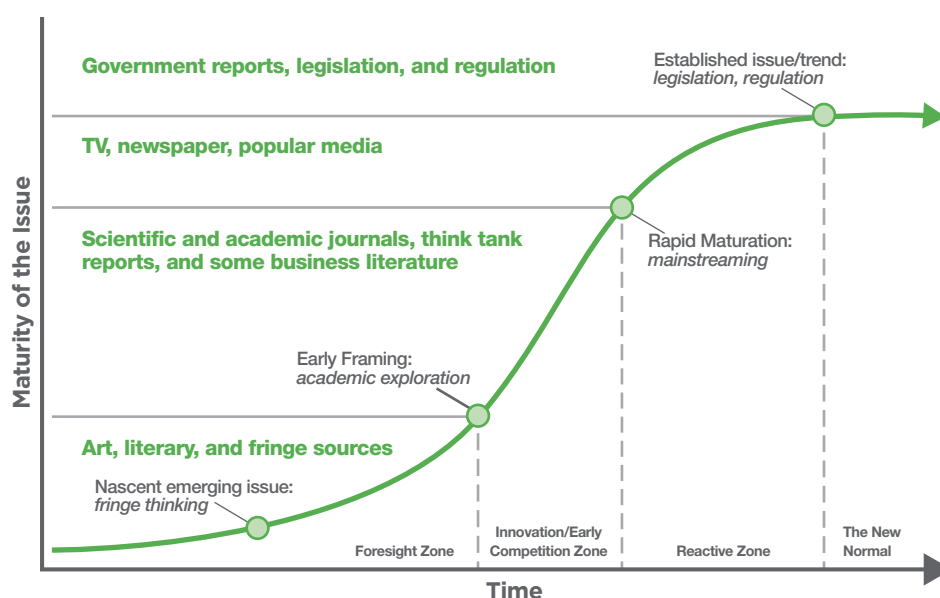 Government reports, legislation, and regulation
Established issue/trend:
legislation, regulation
TV, newspaper, popular media
Scientific and academic journals, think tank
reports, and some business literature
Rapid Maturation:
mainstreaming
Early Framing:
academic exploration
Art, literary, and fringe sources
Nascent emerging issue:
fringe thinking
Foresight Zone
Innovation/Early
Competition Zone
Reactive Zone
The New
Normal
Maturity of the Issue
Time